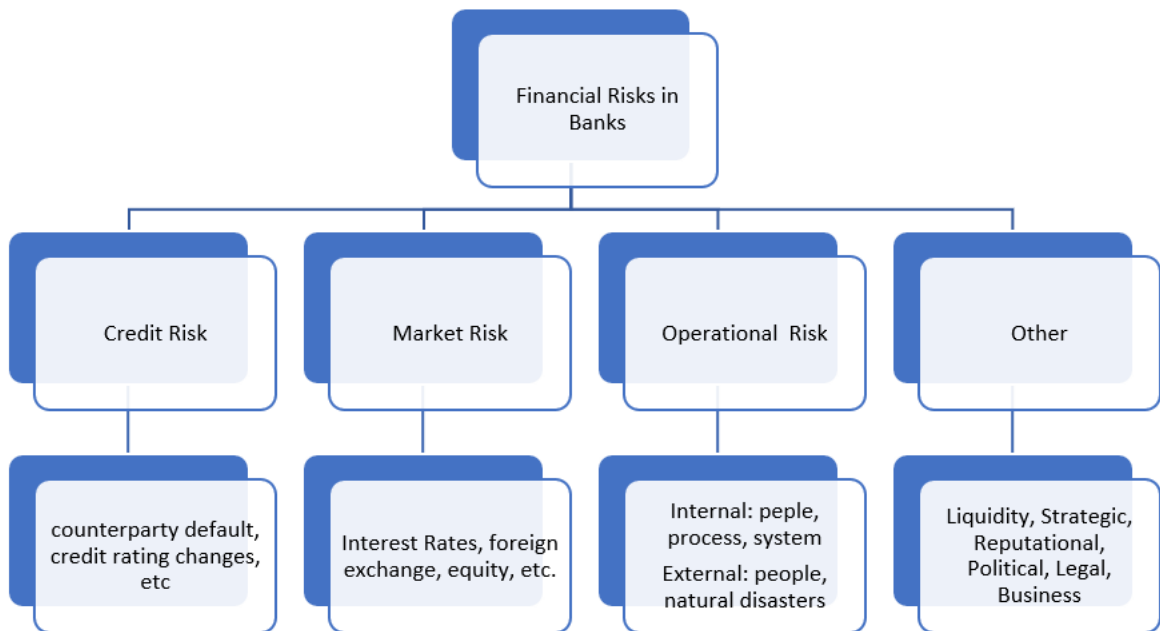 Financial Risks in
Banks
Credit Risk
Market Risk
Operational Risk
Other
counterparty default,
credit rating changes,
etc
Interest Rates, foreign
exchange, equity, etc.
Internal: peple,
process, system
External: people,
natural disasters
Liquidity, Strategic,
Reputational,
Political, Legal,
Business